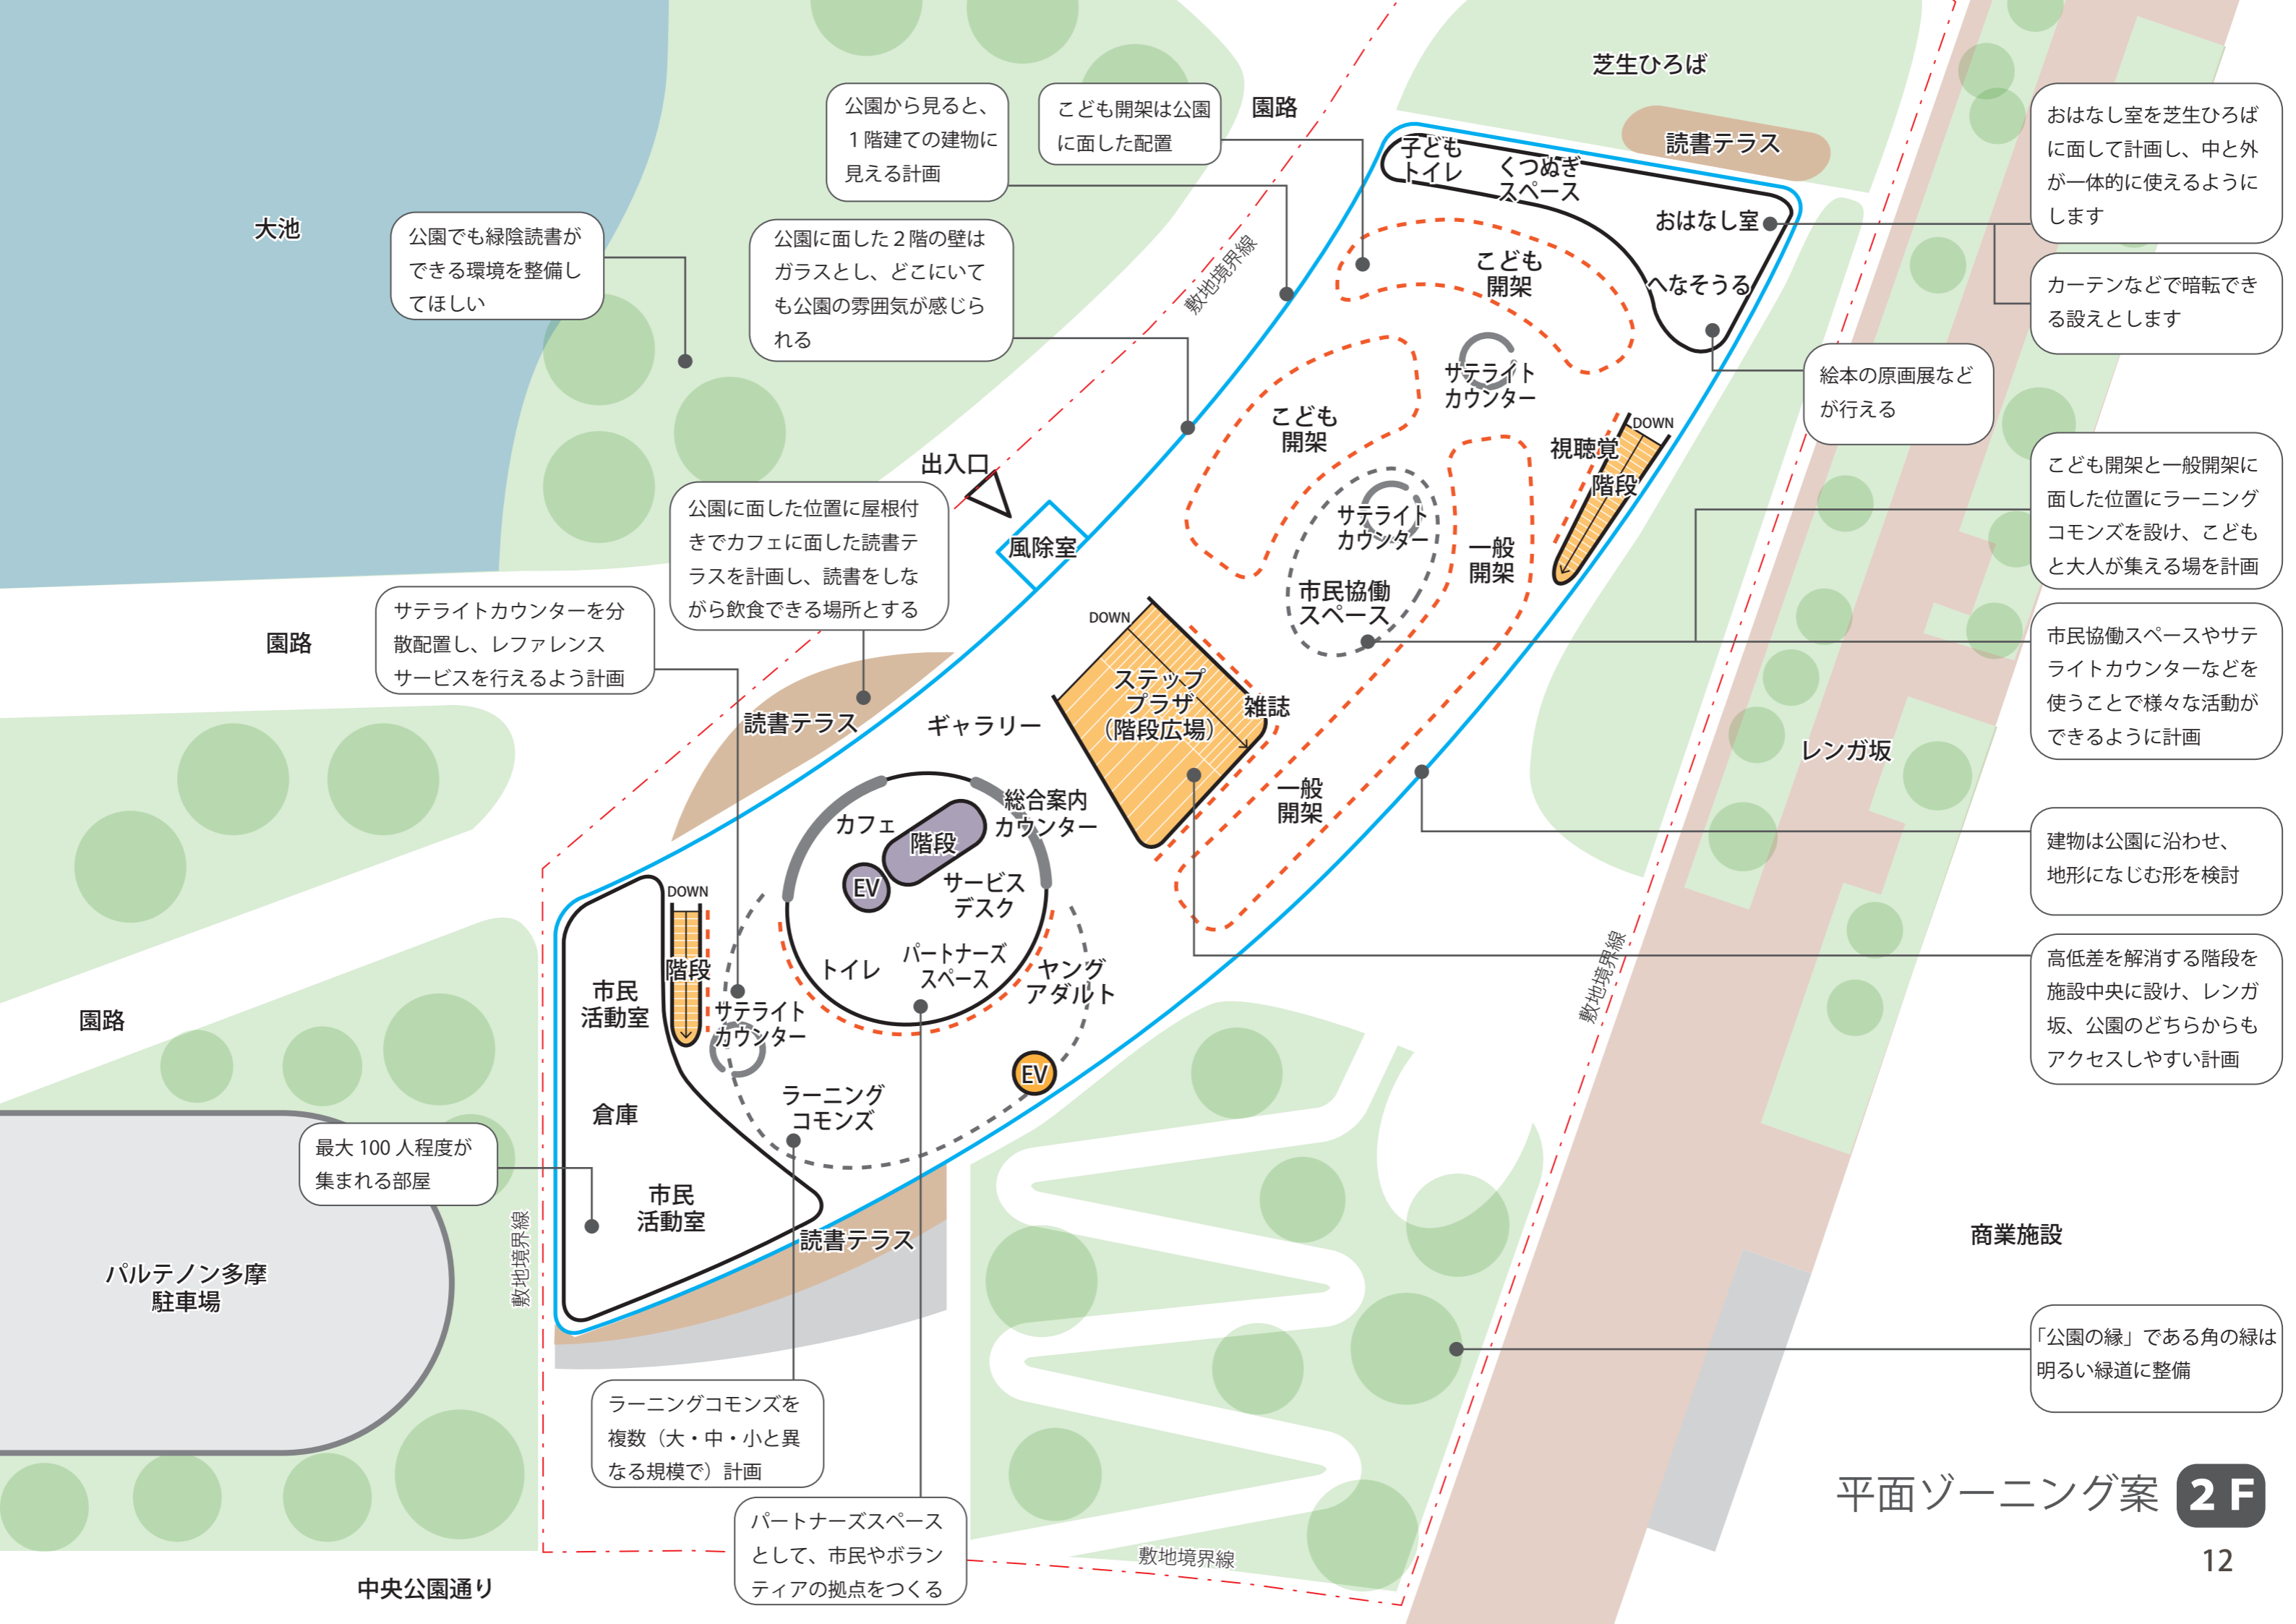 芝生ひろば
園路
読書テラス
公園から見ると、
１階建ての建物に
見える計画
こども開架は公園
に面した配置
おはなし室を芝生ひろば
に面して計画し、中と外
が一体的に使えるように
します
子ども
トイレ
くつぬぎ
スペース
おはなし室
大池
公園でも緑陰読書が
できる環境を整備し
てほしい
公園に面した２階の壁は
ガラスとし、どこにいて
も公園の雰囲気が感じら
れる
敷地境界線
こども
開架
へなそうる
カーテンなどで暗転でき
る設えとします
絵本の原画展など
が行える
サテライト
カウンター
こども
開架
DOWN
視聴覚
階段
出入口
風除室
こども開架と一般開架に
面した位置にラーニング
コモンズを設け、こども
と大人が集える場を計画
公園に面した位置に屋根付
きでカフェに面した読書テ
ラスを計画し、読書をしな
がら飲食できる場所とする
サテライト
カウンター
一般
開架
市民協働
スペース
サテライトカウンターを分
散配置し、レファレンス
サービスを行えるよう計画
園路
DOWN
ステップ
プラザ
（階段広場）
雑誌
市民協働スペースやサテ
ライトカウンターなどを
使うことで様々な活動が
できるように計画
読書テラス
ギャラリー
レンガ坂
一般
開架
総合案内
カウンター
カフェ
階段
EV
サービス
デスク
建物は公園に沿わせ、
地形になじむ形を検討
DOWN
階段
トイレ
パートナーズ
スペース
ヤング
アダルト
敷地境界線
高低差を解消する階段を
施設中央に設け、レンガ
坂、公園のどちらからも
アクセスしやすい計画
市民
活動室
園路
サテライト
カウンター
EV
ラーニング
コモンズ
倉庫
最大 100 人程度が
集まれる部屋
市民
活動室
読書テラス
敷地境界線
商業施設
パルテノン多摩
駐車場
「公園の縁」である角の緑は
明るい緑道に整備
ラーニングコモンズを
複数（大・中・小と異
なる規模で）計画
パートナーズスペース
として、市民やボラン
ティアの拠点をつくる
敷地境界線
中央公園通り
平面ゾーニング案 2 F
12